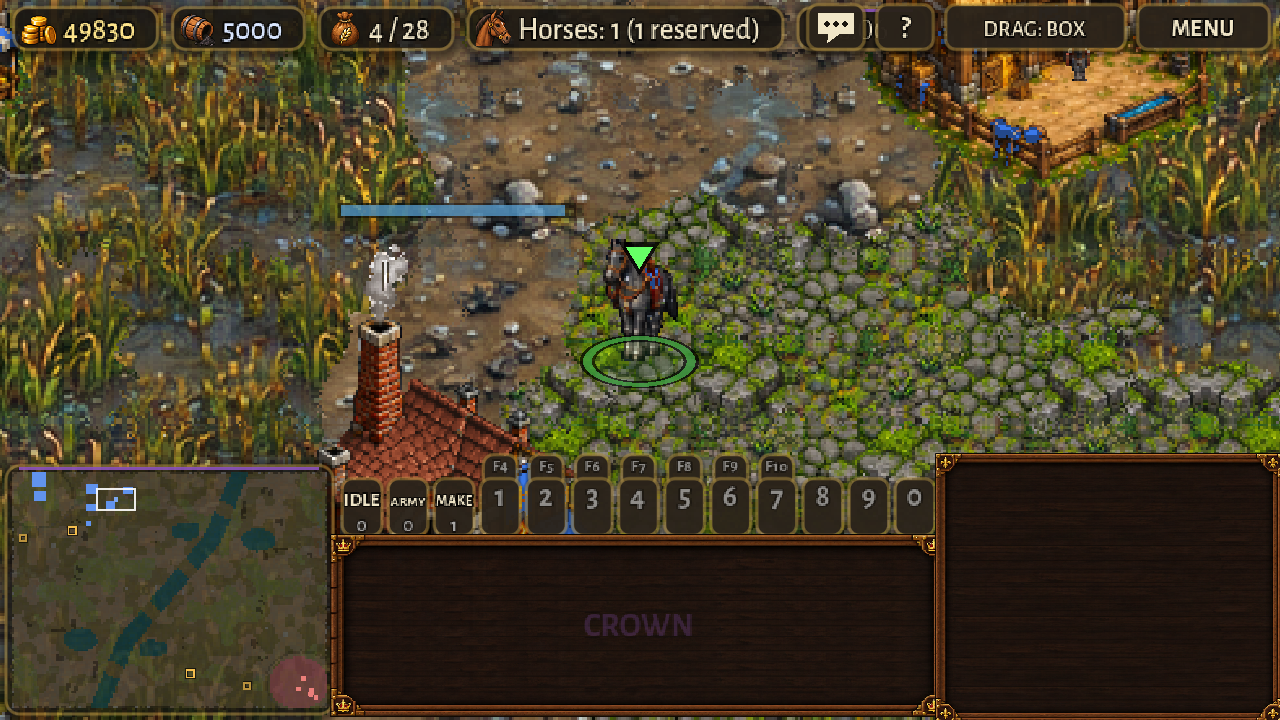 49830
5000
4 / 28
Horses: 1 (1 reserved)
)
?
DRAG: BOX
MENU
F4 F5 F6 F7 F8 F9 F10
IDLE ARMY MAKE 1 2 3 4 5 6 7 8 9 0
0 0 1
CROWN